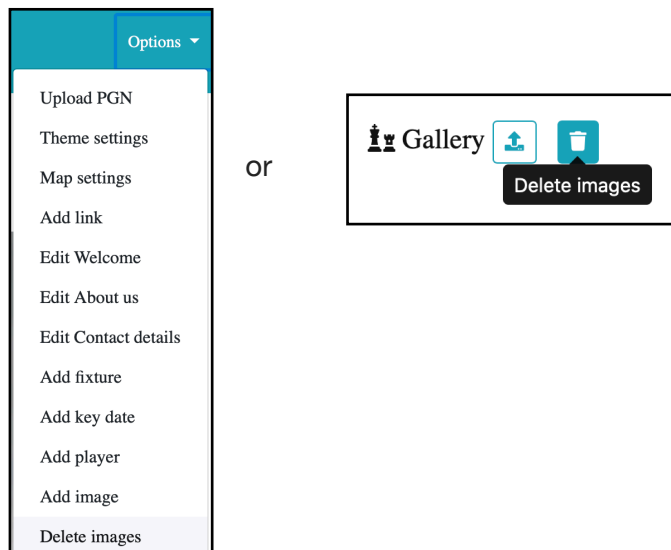 Options
Upload PGN
Theme settings
Map settings
Add link
Edit Welcome
Edit About us
Edit Contact details
Add fixture
Add key date
Add player
Add image
Delete images
or
Gallery
Delete images